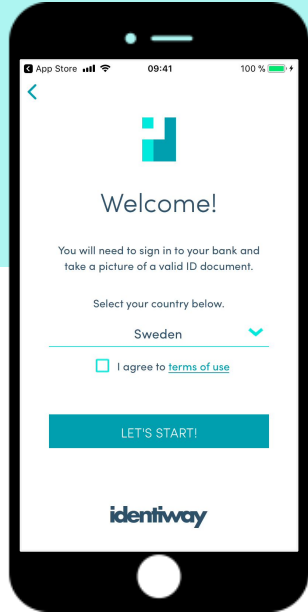 App Store 09:41 100 %
Welcome!
You will need to sign in to your bank and
take a picture of a valid ID document.
Select your country below.
Sweden
I agree to terms of use
LET'S START!
identiway